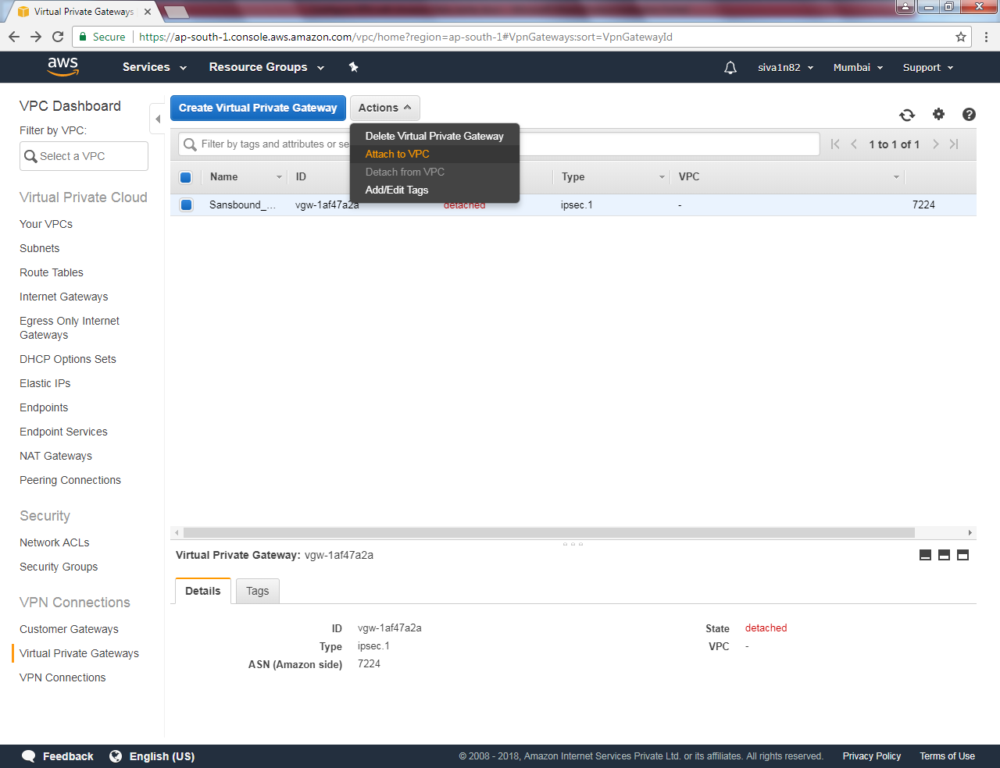 Virtual Private Gateways
Secure
https://ap-south-1.console.aws.amazon.com/vpc/home?region=ap-south-1#VpnGateways:sort=VpnGatewayId
aws
Services
Resource Groups
siva1n82
Mumbai
Support
VPC Dashboard
Filter by VPC:
Select a VPC
Virtual Private Cloud
Your VPCs
Subnets
Route Tables
Internet Gateways
Egress Only Internet
Gateways
DHCP Options Sets
Elastic IPs
Endpoints
Endpoint Services
NAT Gateways
Peering Connections
Security
Network ACLs
Security Groups
VPN Connections
Customer Gateways
Virtual Private Gateways
VPN Connections
Create Virtual Private Gateway
Actions
Delete Virtual Private Gateway
Attach to VPC
Detach from VPC
Add/Edit Tags
Filter by tags and attributes or se
1 to 1 of 1
Name ID Type VPC
Sansbound_... vgw-1af47a2a detached ipsec.1 - 7224
Virtual Private Gateway: vgw-1af47a2a
Details Tags
ID vgw-1af47a2a
Type ipsec.1
ASN (Amazon side) 7224
State detached
VPC -
Feedback
English (US)
© 2008 - 2018, Amazon Internet Services Private Ltd. or its affiliates. All rights reserved.
Privacy Policy
Terms of Use